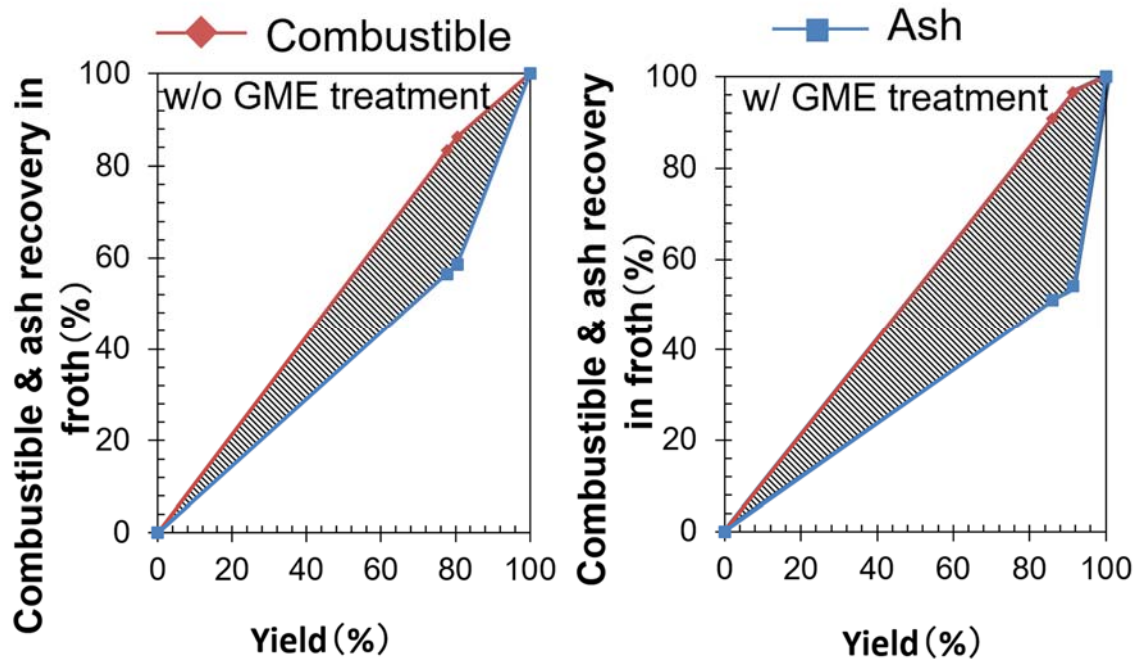 Combustible
Ash
Combustible & ash recovery in
froth(%)
w/o GME treatment
100
80
60
40
20
0
0 20 40 60 80 100
Yield(%)
Combustible & ash recovery
in froth(%)
w/ GME treatment
100
80
60
40
20
0
0 20 40 60 80 100
Yield(%)